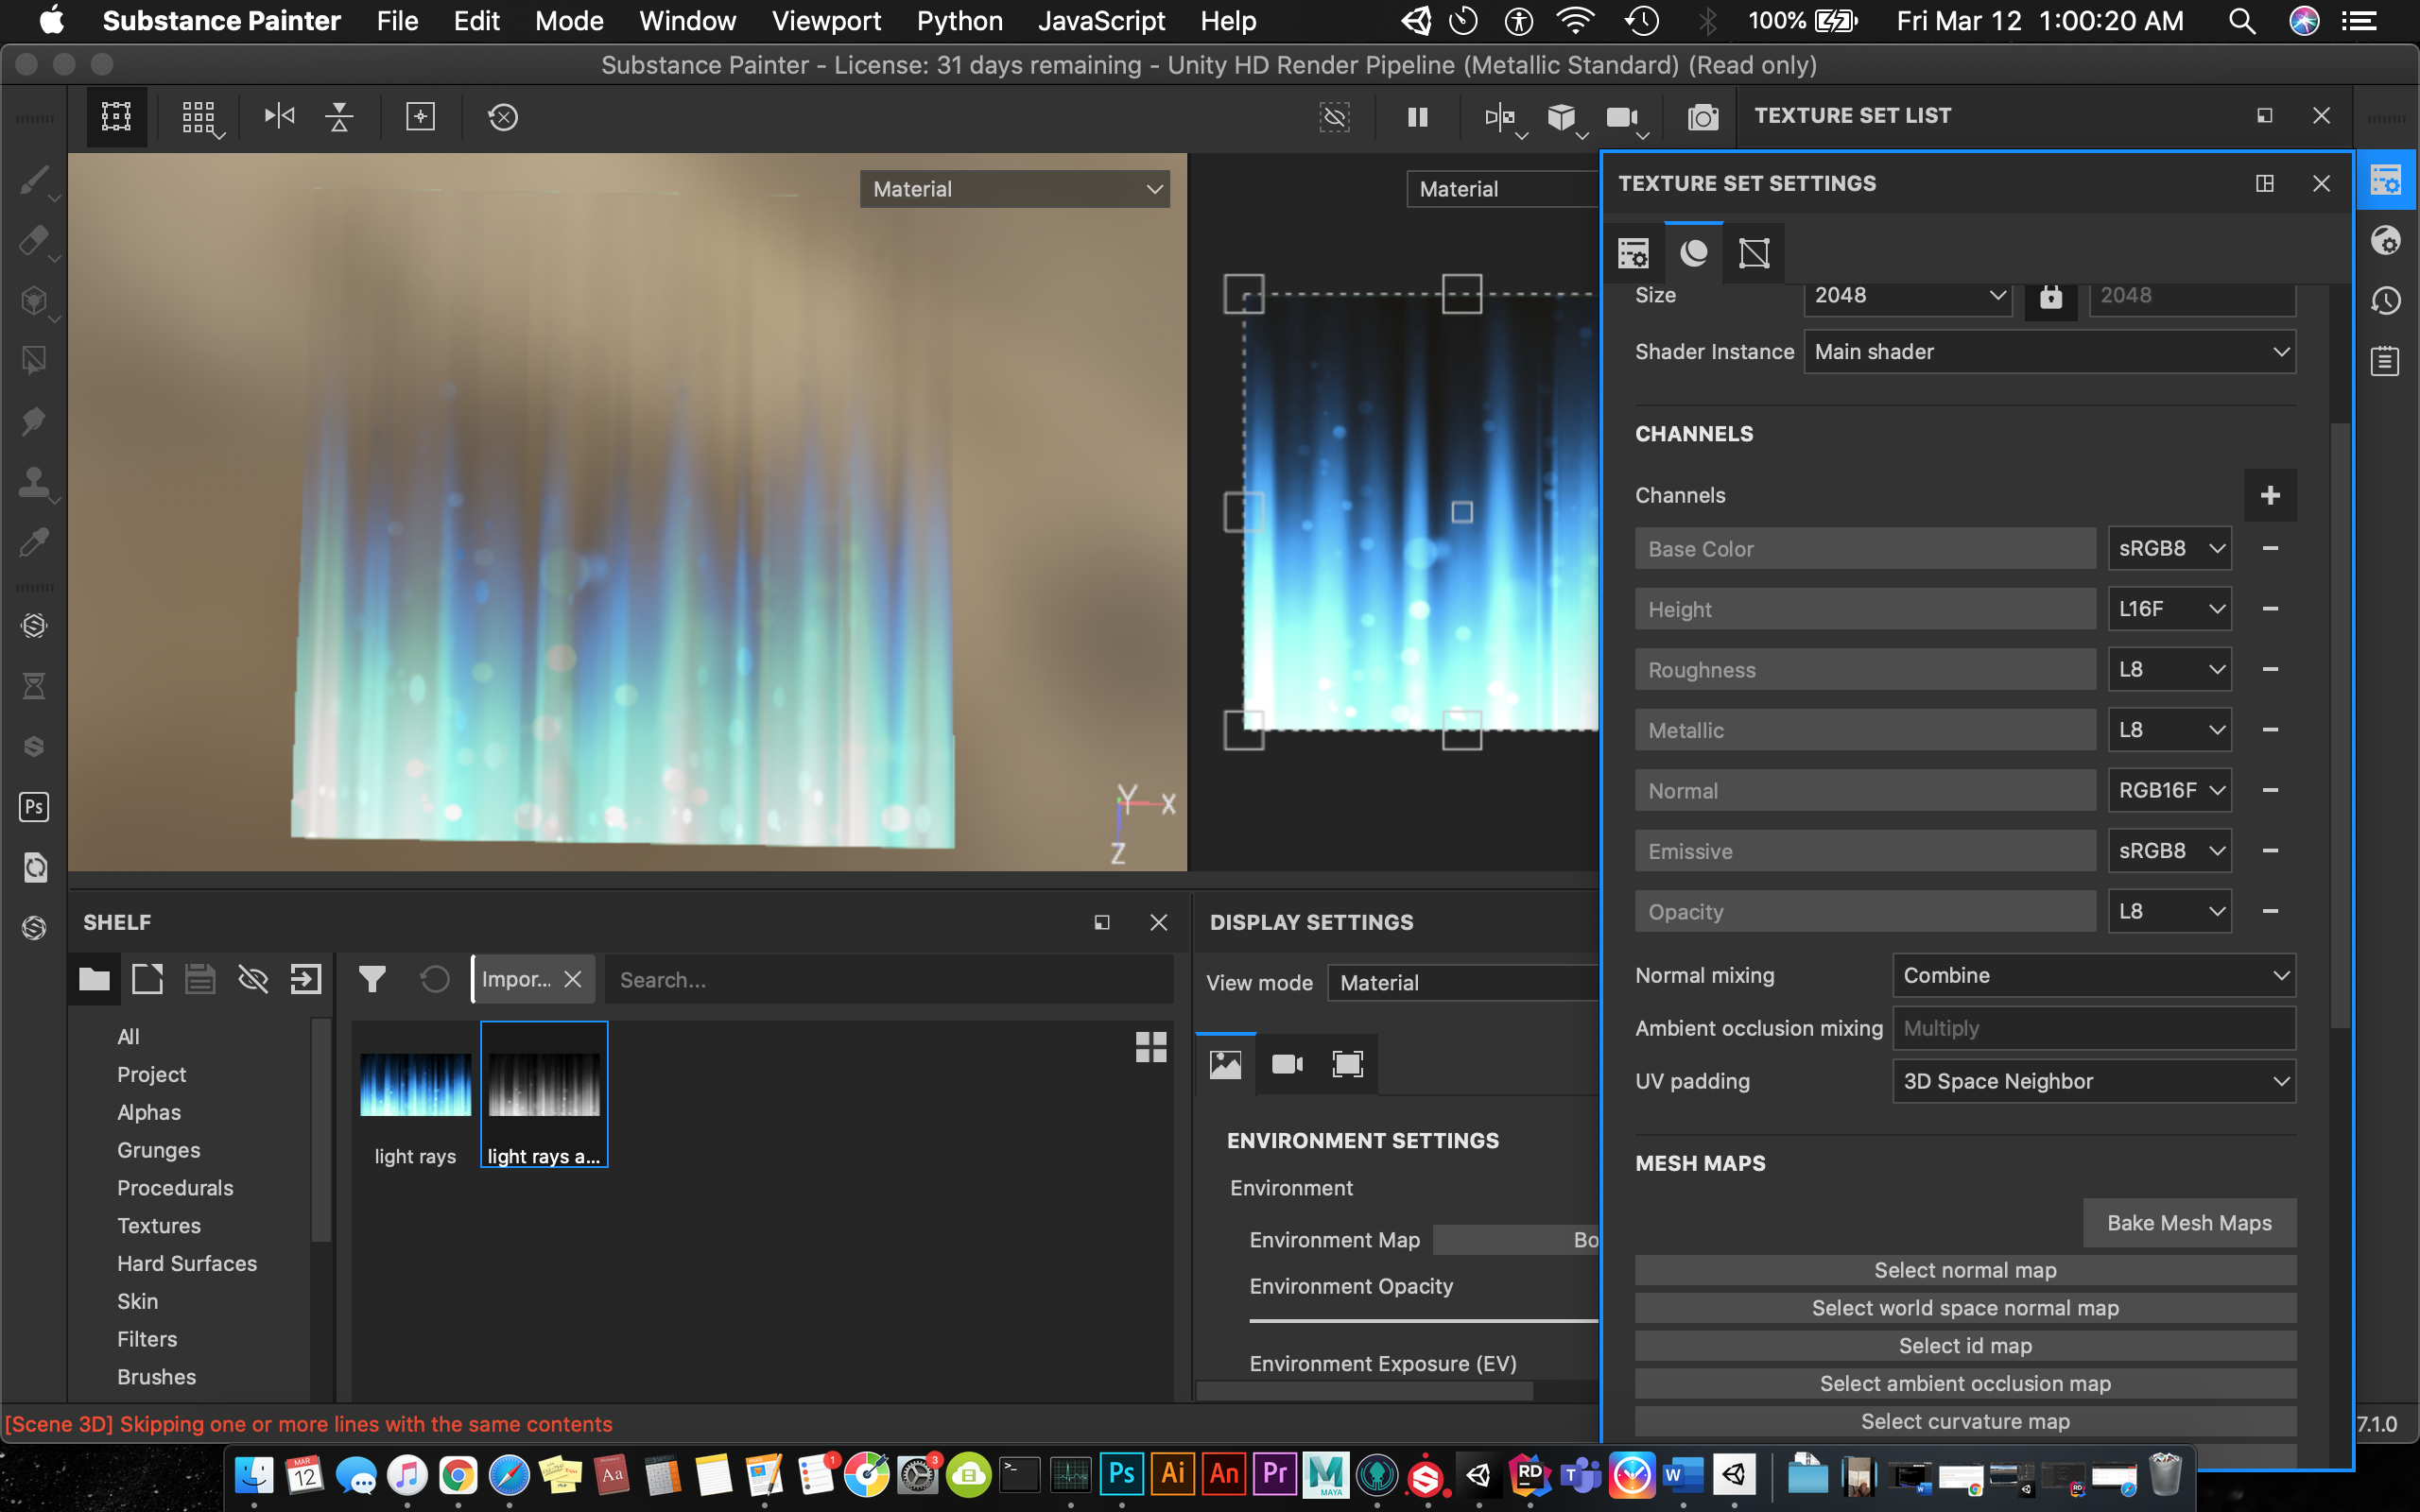 Substance Painter File Edit Mode Window Viewport Python JavaScript Help 100% Fri Mar 12 1:00:20 AM
Substance Painter - License: 31 days remaining - Unity HD Render Pipeline (Metallic Standard) (Read only)
TEXTURE SET LIST
Material
Material
Y X
Z
TEXTURE SET SETTINGS
Size 2048 2048
Shader Instance Main shader
CHANNELS
Channels
Base Color sRGB8
Height L16F
Roughness L8
Metallic L8
Normal RGB16F
Emissive sRGB8
Opacity L8
Normal mixing Combine
Ambient occlusion mixing Multiply
UV padding 3D Space Neighbor
MESH MAPS
Bake Mesh Maps
Select normal map
Select world space normal map
Select id map
Select ambient occlusion map
Select curvature map
Ps
SHELF
Impor... Search...
All
Project
Alphas
Grunges
Procedurals
Textures
Hard Surfaces
Skin
Filters
Brushes
light rays
light rays a...
DISPLAY SETTINGS
View mode Material
ENVIRONMENT SETTINGS
Environment
Environment Map Bo
Environment Opacity
Environment Exposure (EV)
[Scene 3D] Skipping one or more lines with the same contents
7.1.0
MAR 12 Aa 1 3 Ps Ai An Pr M MAYA RD T W